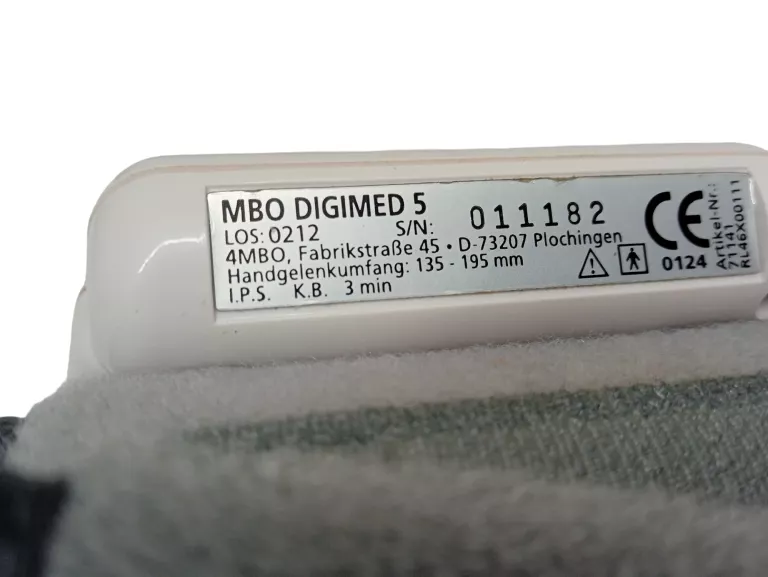 MBO DIGIMED 5
LOS: 0212 S/N: 011182
4MBO, Fabrikstraße 45 • D-73207 Plochingen
Handgelenkumfang: 135 - 195 mm
I.P.S. K.B. 3 min
CE
0124
Artikel-Nr.:
71141
RL46X00111